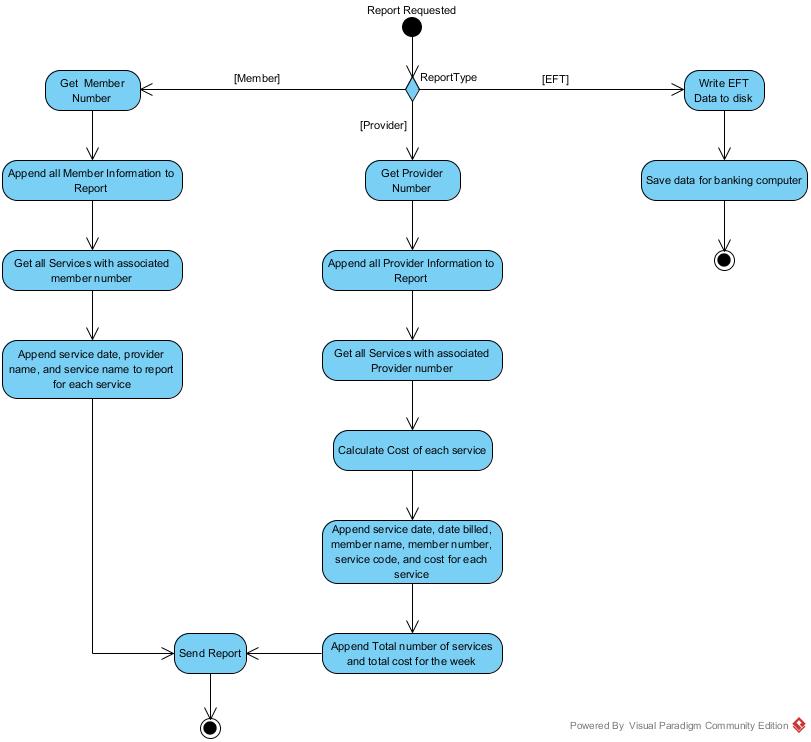 Report Requested
ReportType
[Member]
[EFT]
[Provider]
Get Member
Number
Append all Member Information to
Report
Get all Services with associated
member number
Append service date, provider
name, and service name to report
for each service
Get Provider
Number
Append all Provider Information to
Report
Get all Services with associated
Provider number
Calculate Cost of each service
Append service date, date billed,
member name, member number,
service code, and cost for each
service
Append Total number of services
and total cost for the week
Send Report
Write EFT
Data to disk
Save data for banking computer
Powered By Visual Paradigm Community Edition